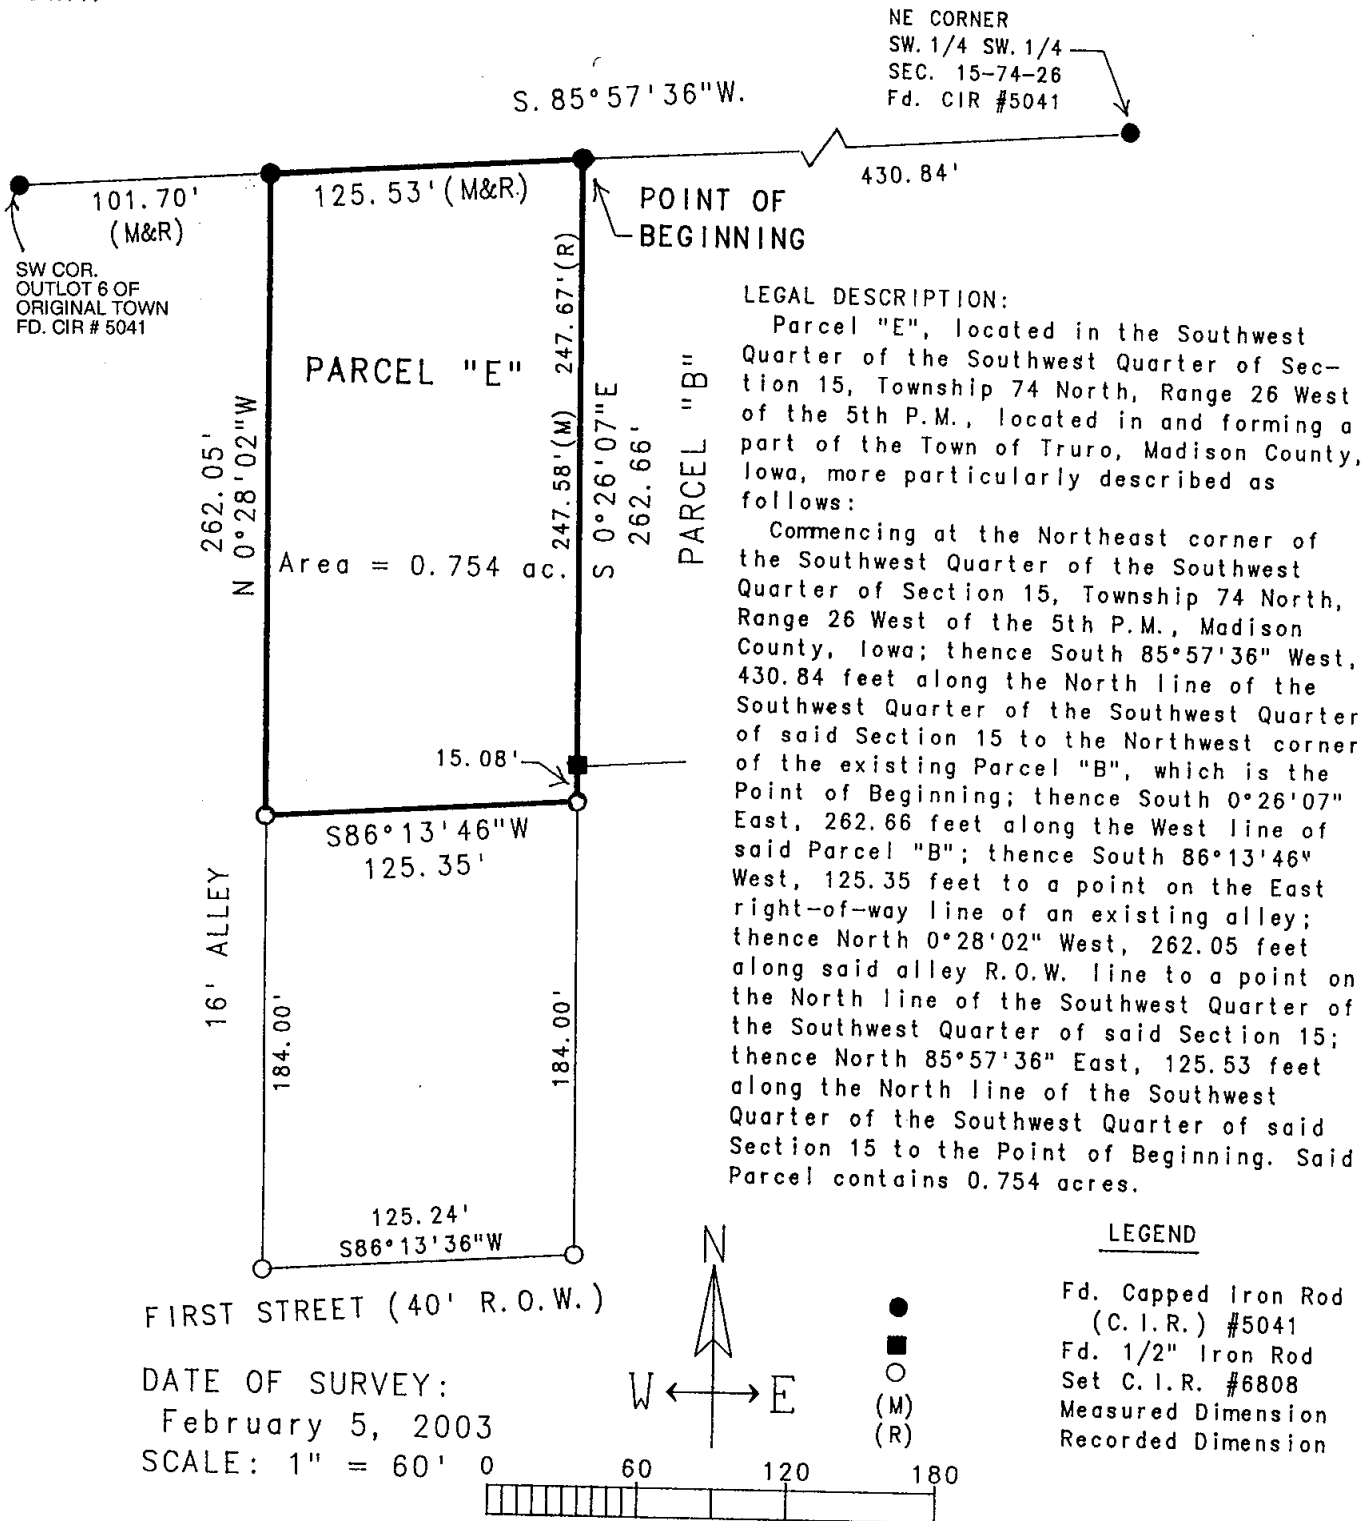 NE CORNER
SW. 1/4 SW. 1/4
SEC. 15-74-26
Fd. CIR #5041
S. 85°57'36"W.
430.84'
101.70'
(M&R)
125.53'(M&R)
POINT OF
BEGINNING
SW COR.
OUTLOT 6 OF
ORIGINAL TOWN
FD. CIR # 5041
PARCEL "E"
247.58'(M) 247.67'(R)
S 0°26'07"E
262.66'
PARCEL "B"
262.05'
N 0°28'02"W
Area = 0.754 ac.
15.08'
S86°13'46"W
125.35'
16' ALLEY
184.00'
184.00'
125.24'
S86°13'36"W
FIRST STREET (40' R.O.W.)
LEGAL DESCRIPTION:
Parcel "E", located in the Southwest
Quarter of the Southwest Quarter of Sec-
tion 15, Township 74 North, Range 26 West
of the 5th P.M., located in and forming a
part of the Town of Truro, Madison County,
Iowa, more particularly described as
follows:
Commencing at the Northeast corner of
the Southwest Quarter of the Southwest
Quarter of Section 15, Township 74 North,
Range 26 West of the 5th P.M., Madison
County, Iowa; thence South 85°57'36" West,
430.84 feet along the North line of the
Southwest Quarter of the Southwest Quarter
of said Section 15 to the Northwest corner
of the existing Parcel "B", which is the
Point of Beginning; thence South 0°26'07"
East, 262.66 feet along the West line of
said Parcel "B"; thence South 86°13'46"
West, 125.35 feet to a point on the East
right-of-way line of an existing alley;
thence North 0°28'02" West, 262.05 feet
along said alley R.O.W. line to a point on
the North line of the Southwest Quarter of
the Southwest Quarter of said Section 15;
thence North 85°57'36" East, 125.53 feet
along the North line of the Southwest
Quarter of the Southwest Quarter of said
Section 15 to the Point of Beginning. Said
Parcel contains 0.754 acres.
DATE OF SURVEY:
February 5, 2003
SCALE: 1" = 60'
0 60 120 180
N
W E
LEGEND
Fd. Capped Iron Rod
(C.I.R.) #5041
Fd. 1/2" Iron Rod
Set C.I.R. #6808
(M) Measured Dimension
(R) Recorded Dimension